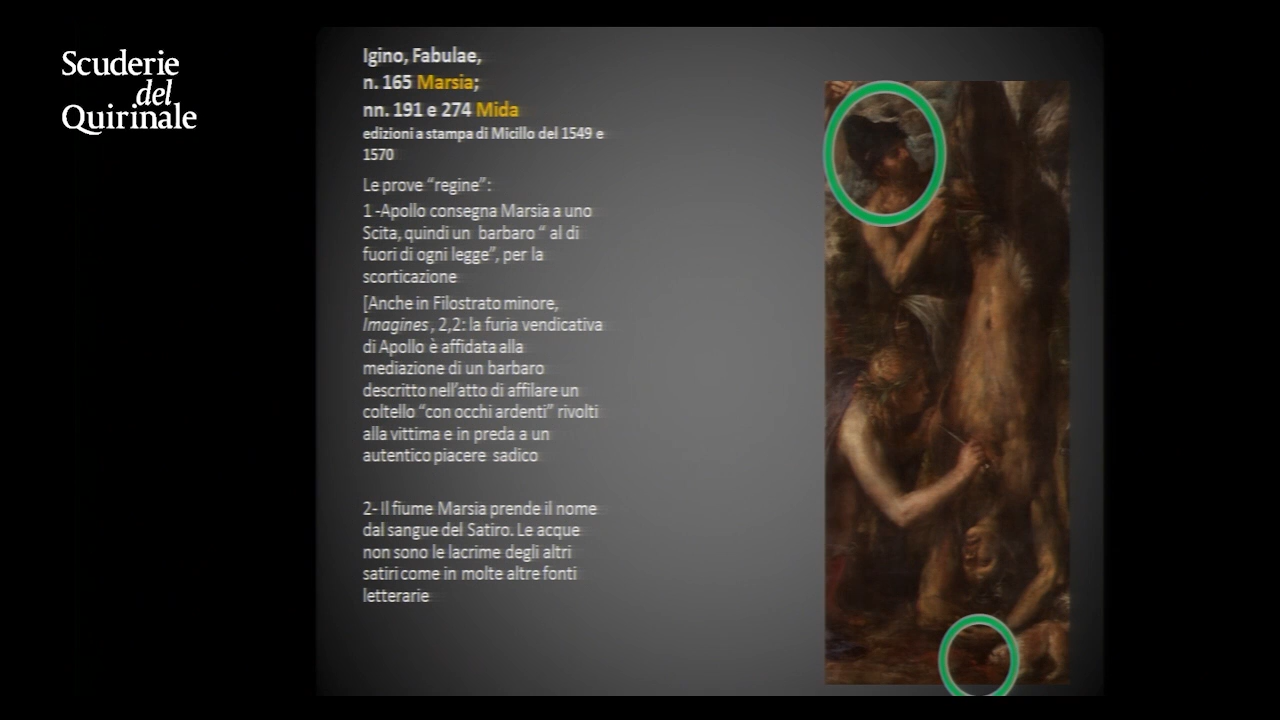 Scuderie
del
Quirinale
Igino, Fabulae,
n. 165 Marsia;
nn. 191 e 274 Mida
edizioni a stampa di Micillo del 1549 e
1570
Le prove “regine”:
1 -Apollo consegna Marsia a uno
Scita, quindi un barbaro “ al di
fuori di ogni legge”, per la
scorticazione
[Anche in Filostrato minore,
Imagines , 2,2: la furia vendicativa
di Apollo è affidata alla
mediazione di un barbaro
descritto nell’atto di affilare un
coltello “con occhi ardenti” rivolti
alla vittima e in preda a un
autentico piacere sadico
2- Il fiume Marsia prende il nome
dal sangue del Satiro. Le acque
non sono le lacrime degli altri
satiri come in molte altre fonti
letterarie